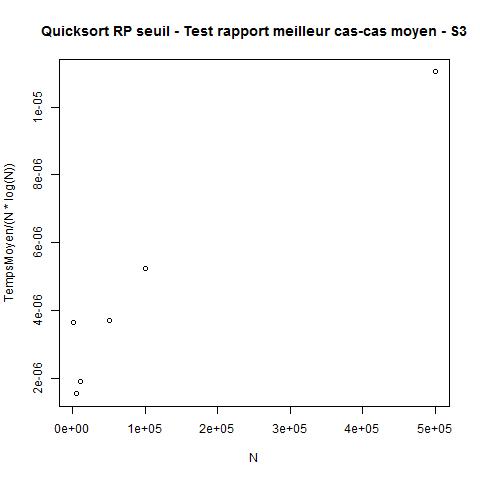 Quicksort RP seuil - Test rapport meilleur cas-cas moyen - S3
TempsMoyen/(N * log(N))
1e-05
8e-06
6e-06
4e-06
2e-06
0e+00 1e+05 2e+05 3e+05 4e+05 5e+05
N